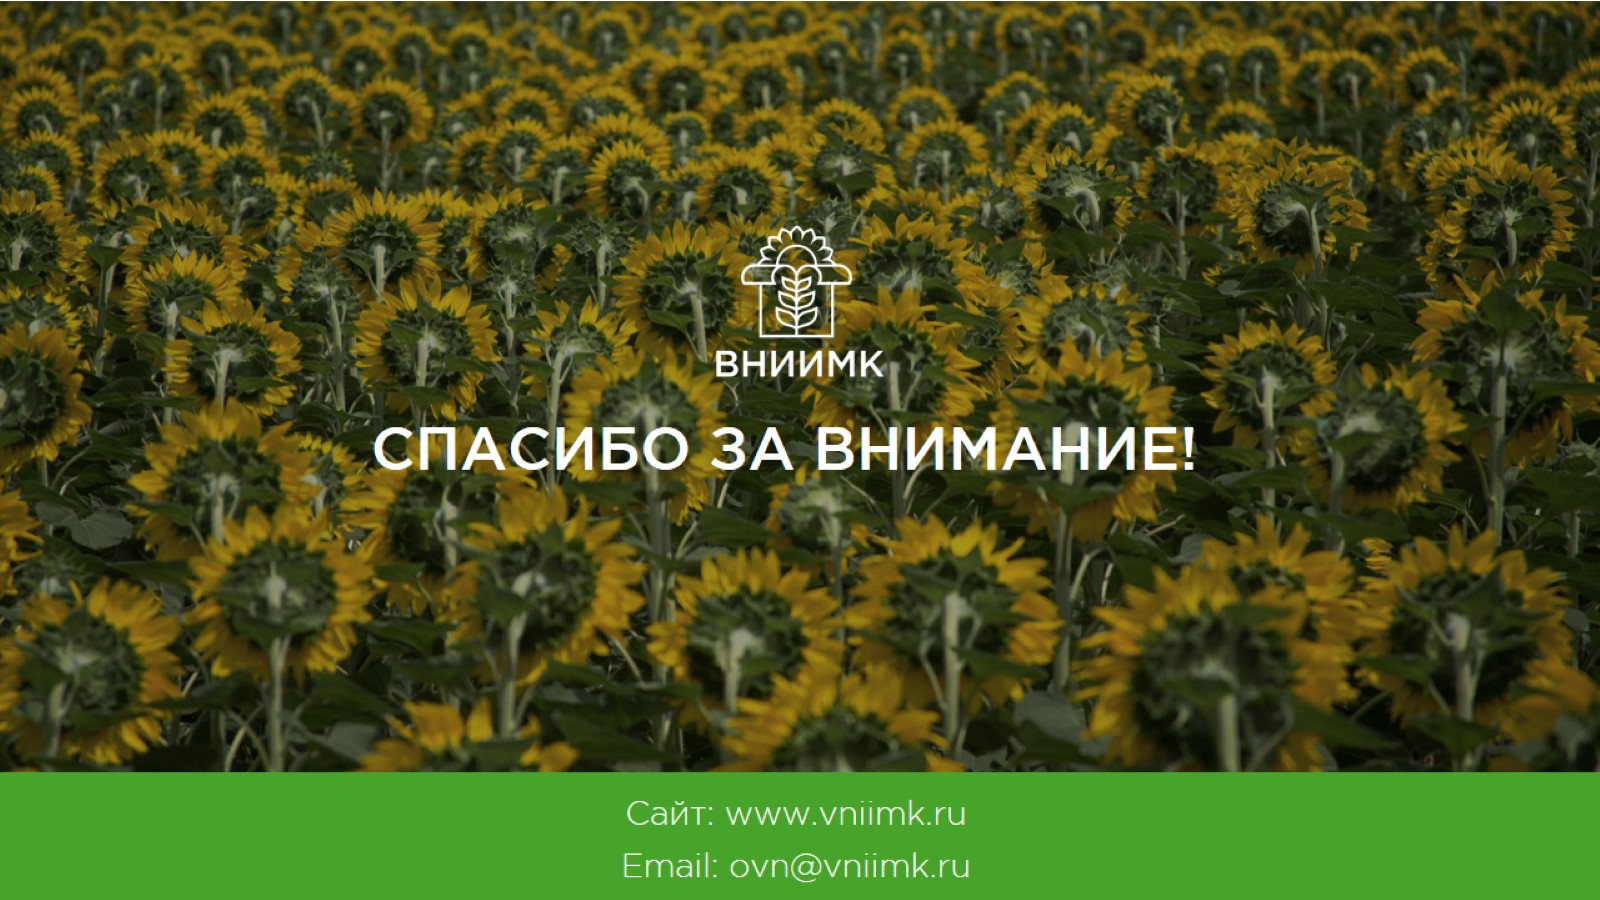 ВНИИМК
СПАСИБО ЗА ВНИМАНИЕ!
Сайт: www.vniimk.ru
Email: ovn@vniimk.ru